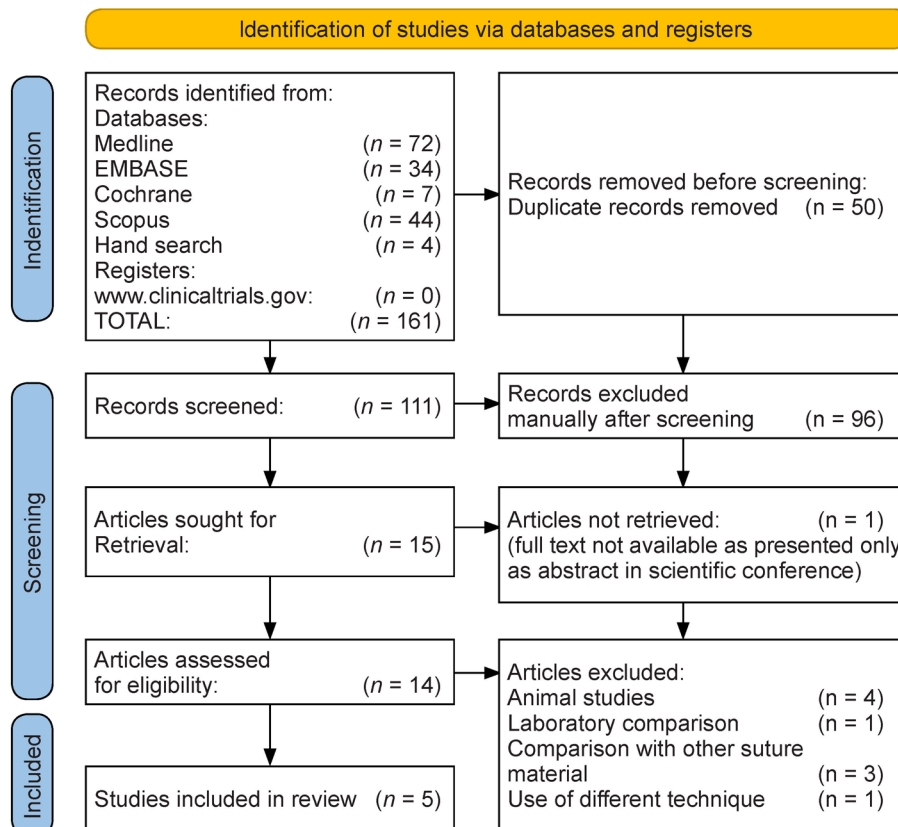 Identification of studies via databases and registers
Indentification
Records identified from:
Databases:
Medline (n = 72)
EMBASE (n = 34)
Cochrane (n = 7)
Scopus (n = 44)
Hand search (n = 4)
Registers:
www.clinicaltrials.gov: (n = 0)
TOTAL: (n = 161)
Records removed before screening:
Duplicate records removed (n = 50)
Screening
Records screened: (n = 111)
Records excluded
manually after screening (n = 96)
Articles sought for
Retrieval: (n = 15)
Articles not retrieved: (n = 1)
(full text not available as presented only
as abstract in scientific conference)
Articles assessed
for eligibility: (n = 14)
Articles excluded:
Animal studies (n = 4)
Laboratory comparison (n = 1)
Comparison with other suture
material (n = 3)
Use of different technique (n = 1)
Included
Studies included in review (n = 5)